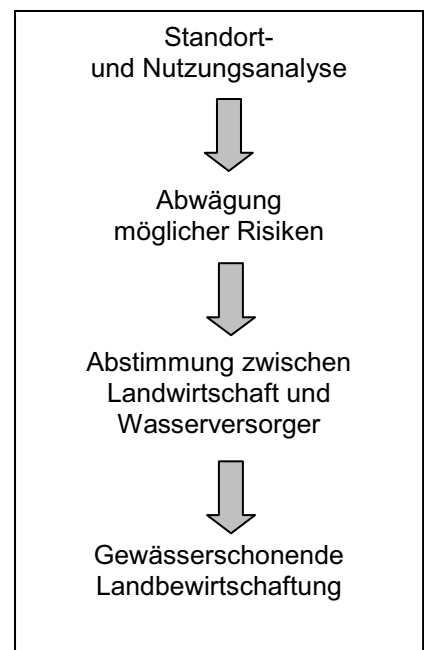 Standort-
und Nutzungsanalyse
Abwägung
möglicher Risiken
Abstimmung zwischen
Landwirtschaft und
Wasserversorger
Gewässerschonende
Landbewirtschaftung